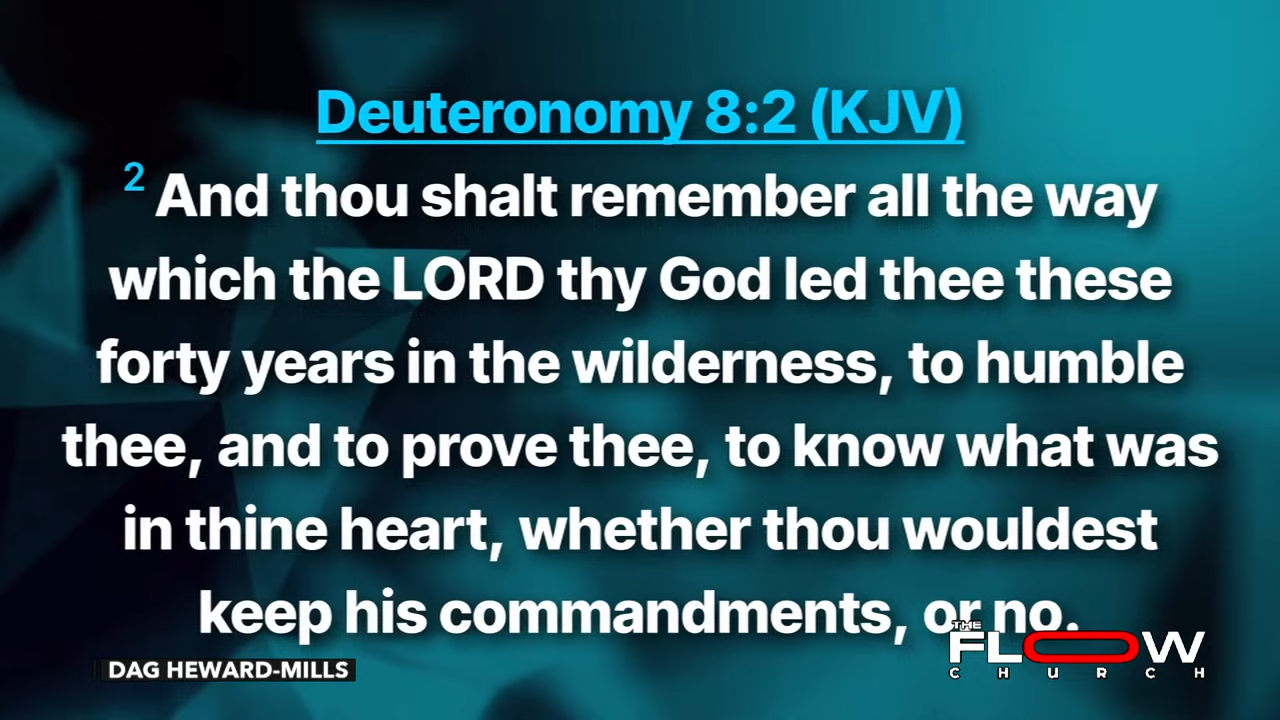 Deuteronomy 8:2 (KJV)
2 And thou shalt remember all the way
which the LORD thy God led thee these
forty years in the wilderness, to humble
thee, and to prove thee, to know what was
in thine heart, whether thou wouldest
keep his commandments, or no.
DAG HEWARD-MILLS
THE
FLOW
CHURCH